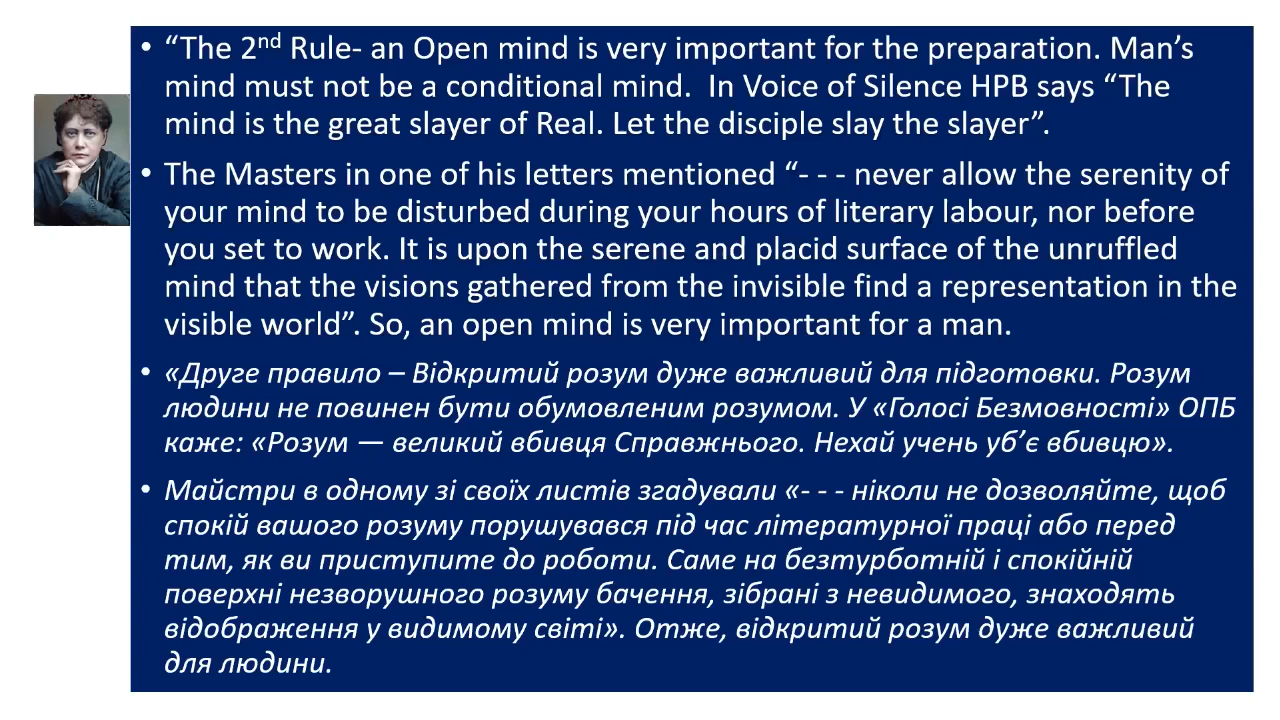 • “The 2nd Rule- an Open mind is very important for the preparation. Man’s
mind must not be a conditional mind.  In Voice of Silence HPB says “The
mind is the great slayer of Real. Let the disciple slay the slayer”.
• The Masters in one of his letters mentioned “- - - never allow the serenity of
your mind to be disturbed during your hours of literary labour, nor before
you set to work. It is upon the serene and placid surface of the unruffled
mind that the visions gathered from the invisible find a representation in the
visible world”. So, an open mind is very important for a man.
• «Друге правило – Відкритий розум дуже важливий для підготовки. Розум
людини не повинен бути обумовленим розумом. У «Голосі Безмовності» ОПБ
каже: «Розум — великий вбивця Справжнього. Нехай учень уб’є вбивцю».
• Майстри в одному зі своїх листів згадували «- - - ніколи не дозволяйте, щоб
спокій вашого розуму порушувався під час літературної праці або перед
тим, як ви приступите до роботи. Саме на безтурботній і спокійній
поверхні незворушного розуму бачення, зібрані з невидимого, знаходять
відображення у видимому світі». Отже, відкритий розум дуже важливий
для людини.